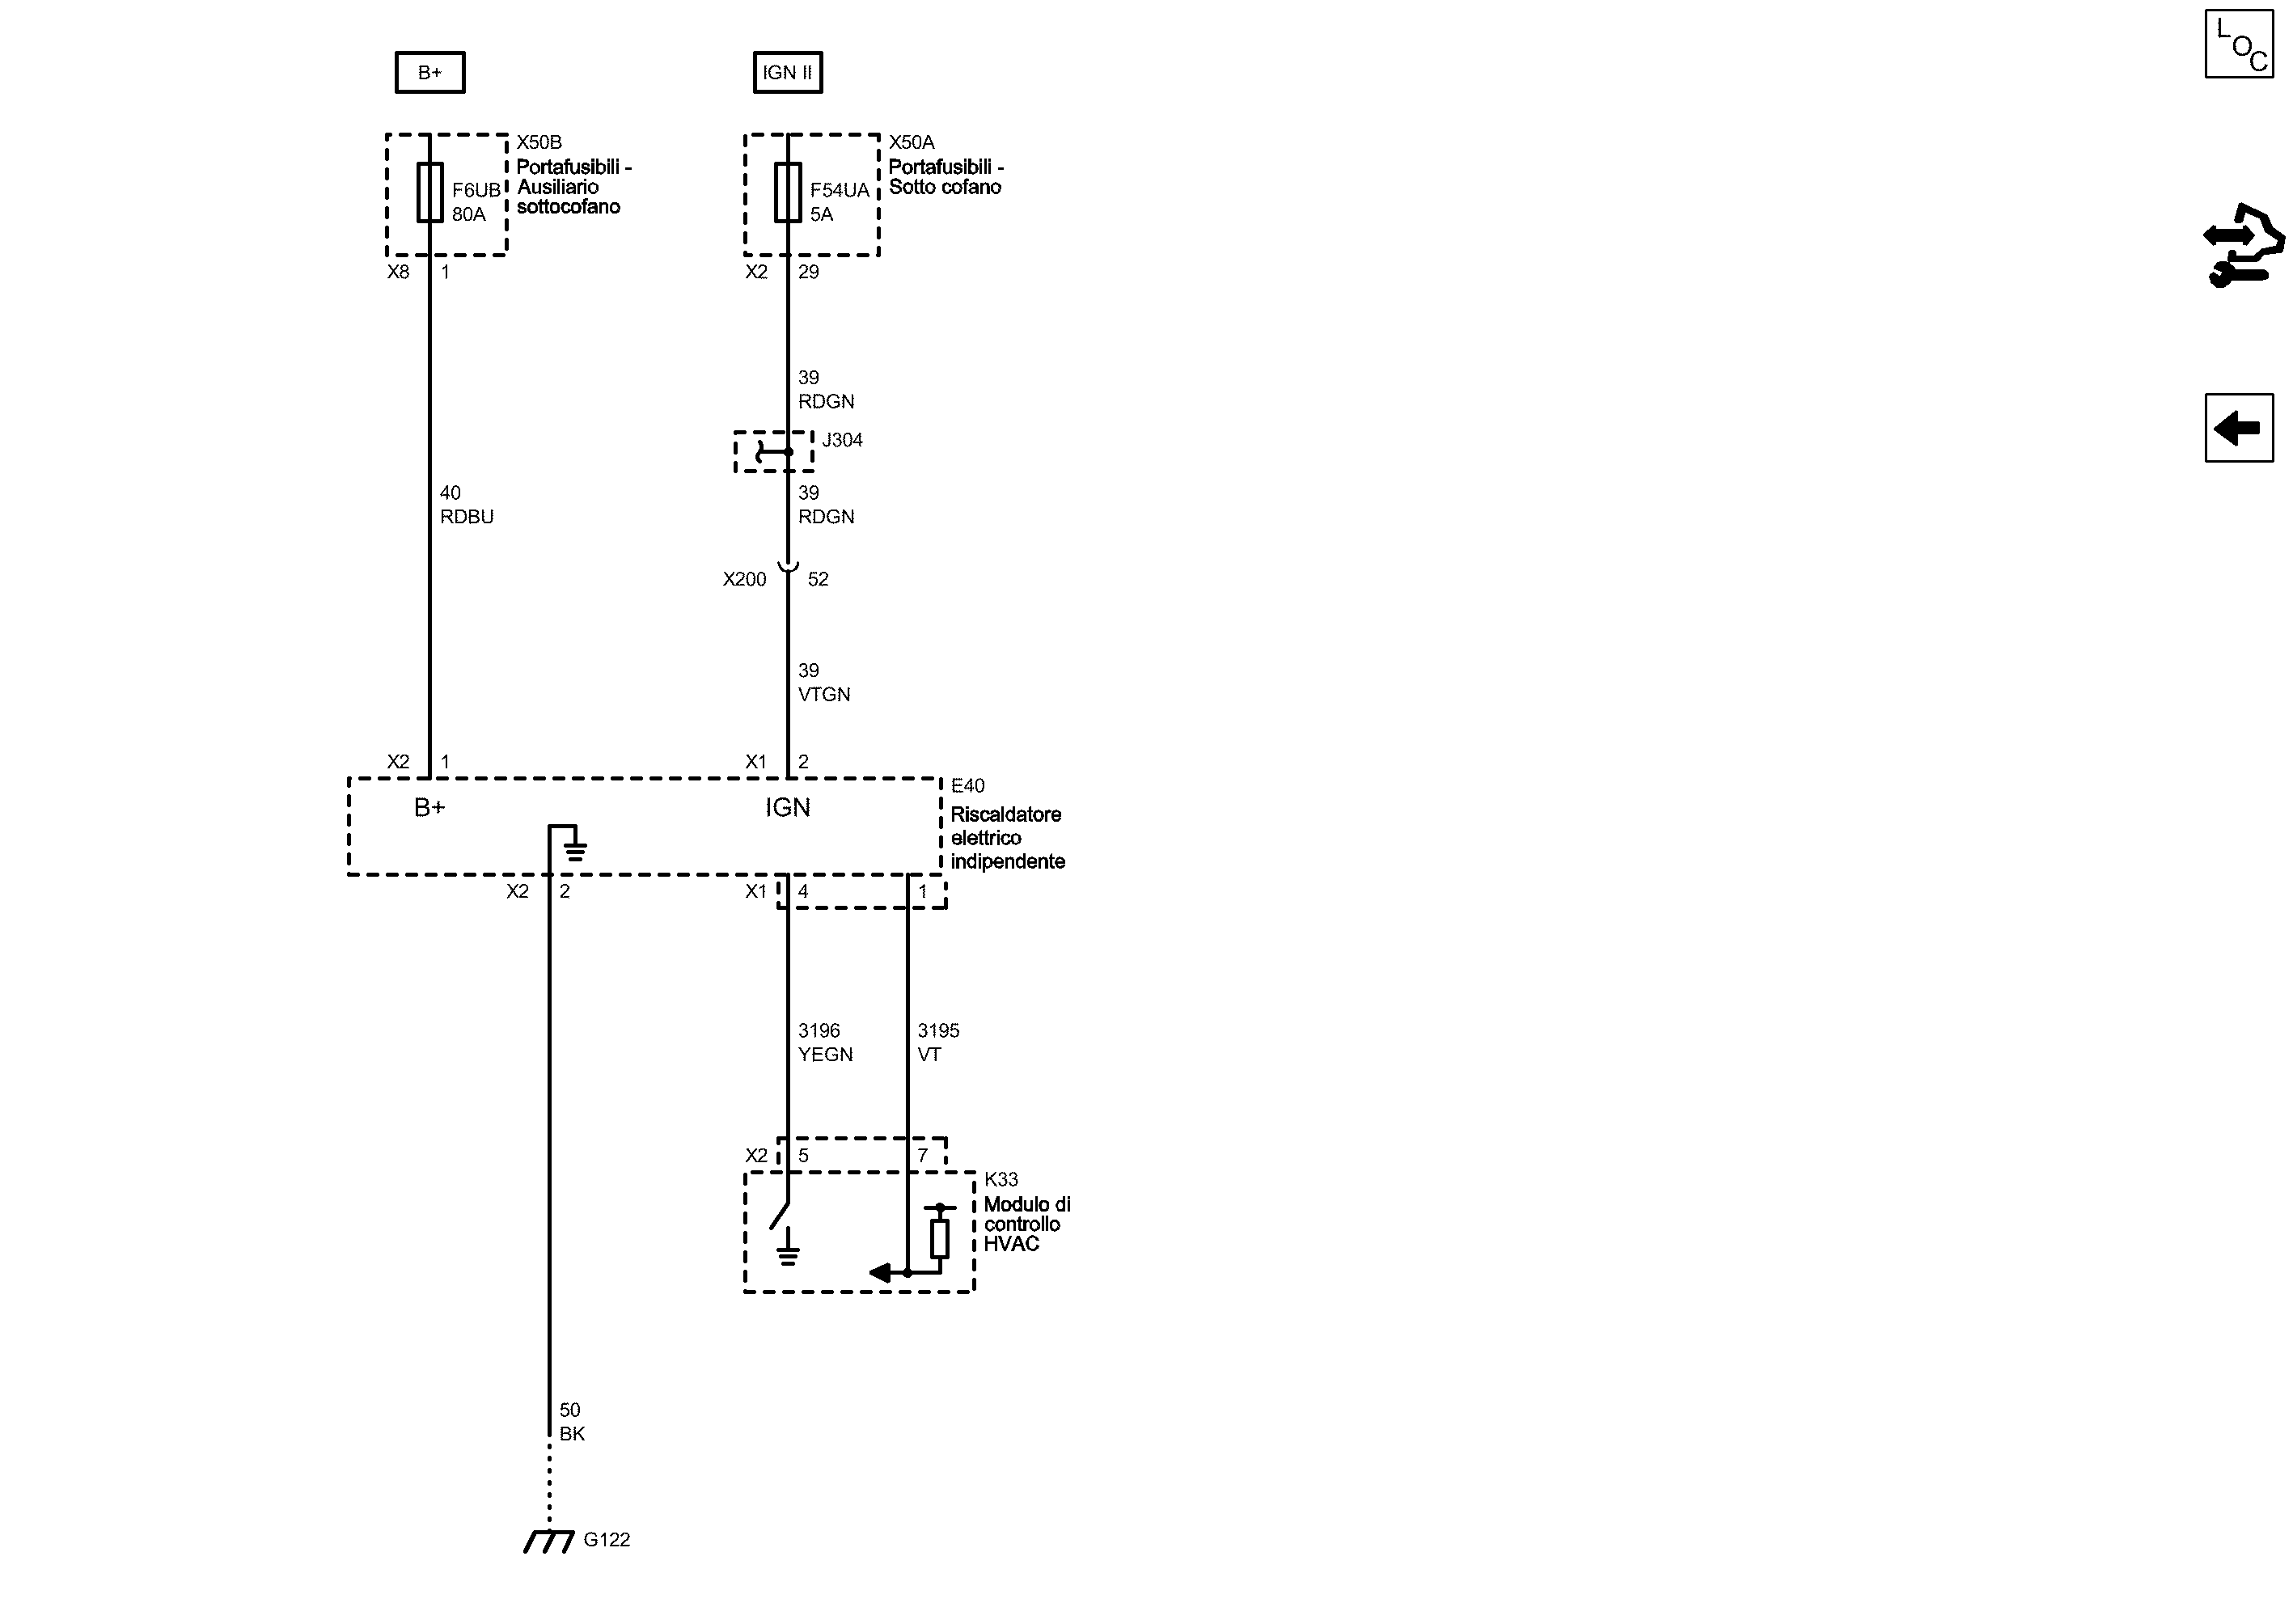 B+
IGN II
LOC
X50B
Portafusibili -
Ausiliario
sottocofano
F6UB
80A
X50A
Portafusibili -
Sotto cofano
F54UA
5A
X8 1
X2 29
39
RDGN
J304
40
RDBU
39
RDGN
X200 52
39
VTGN
X2 1
X1 2
B+
IGN
E40
Riscaldatore
elettrico
indipendente
X2 2
X1 4 1
3196
YEGN
3195
VT
X2 5 7
K33
Modulo di
controllo
HVAC
50
BK
G122